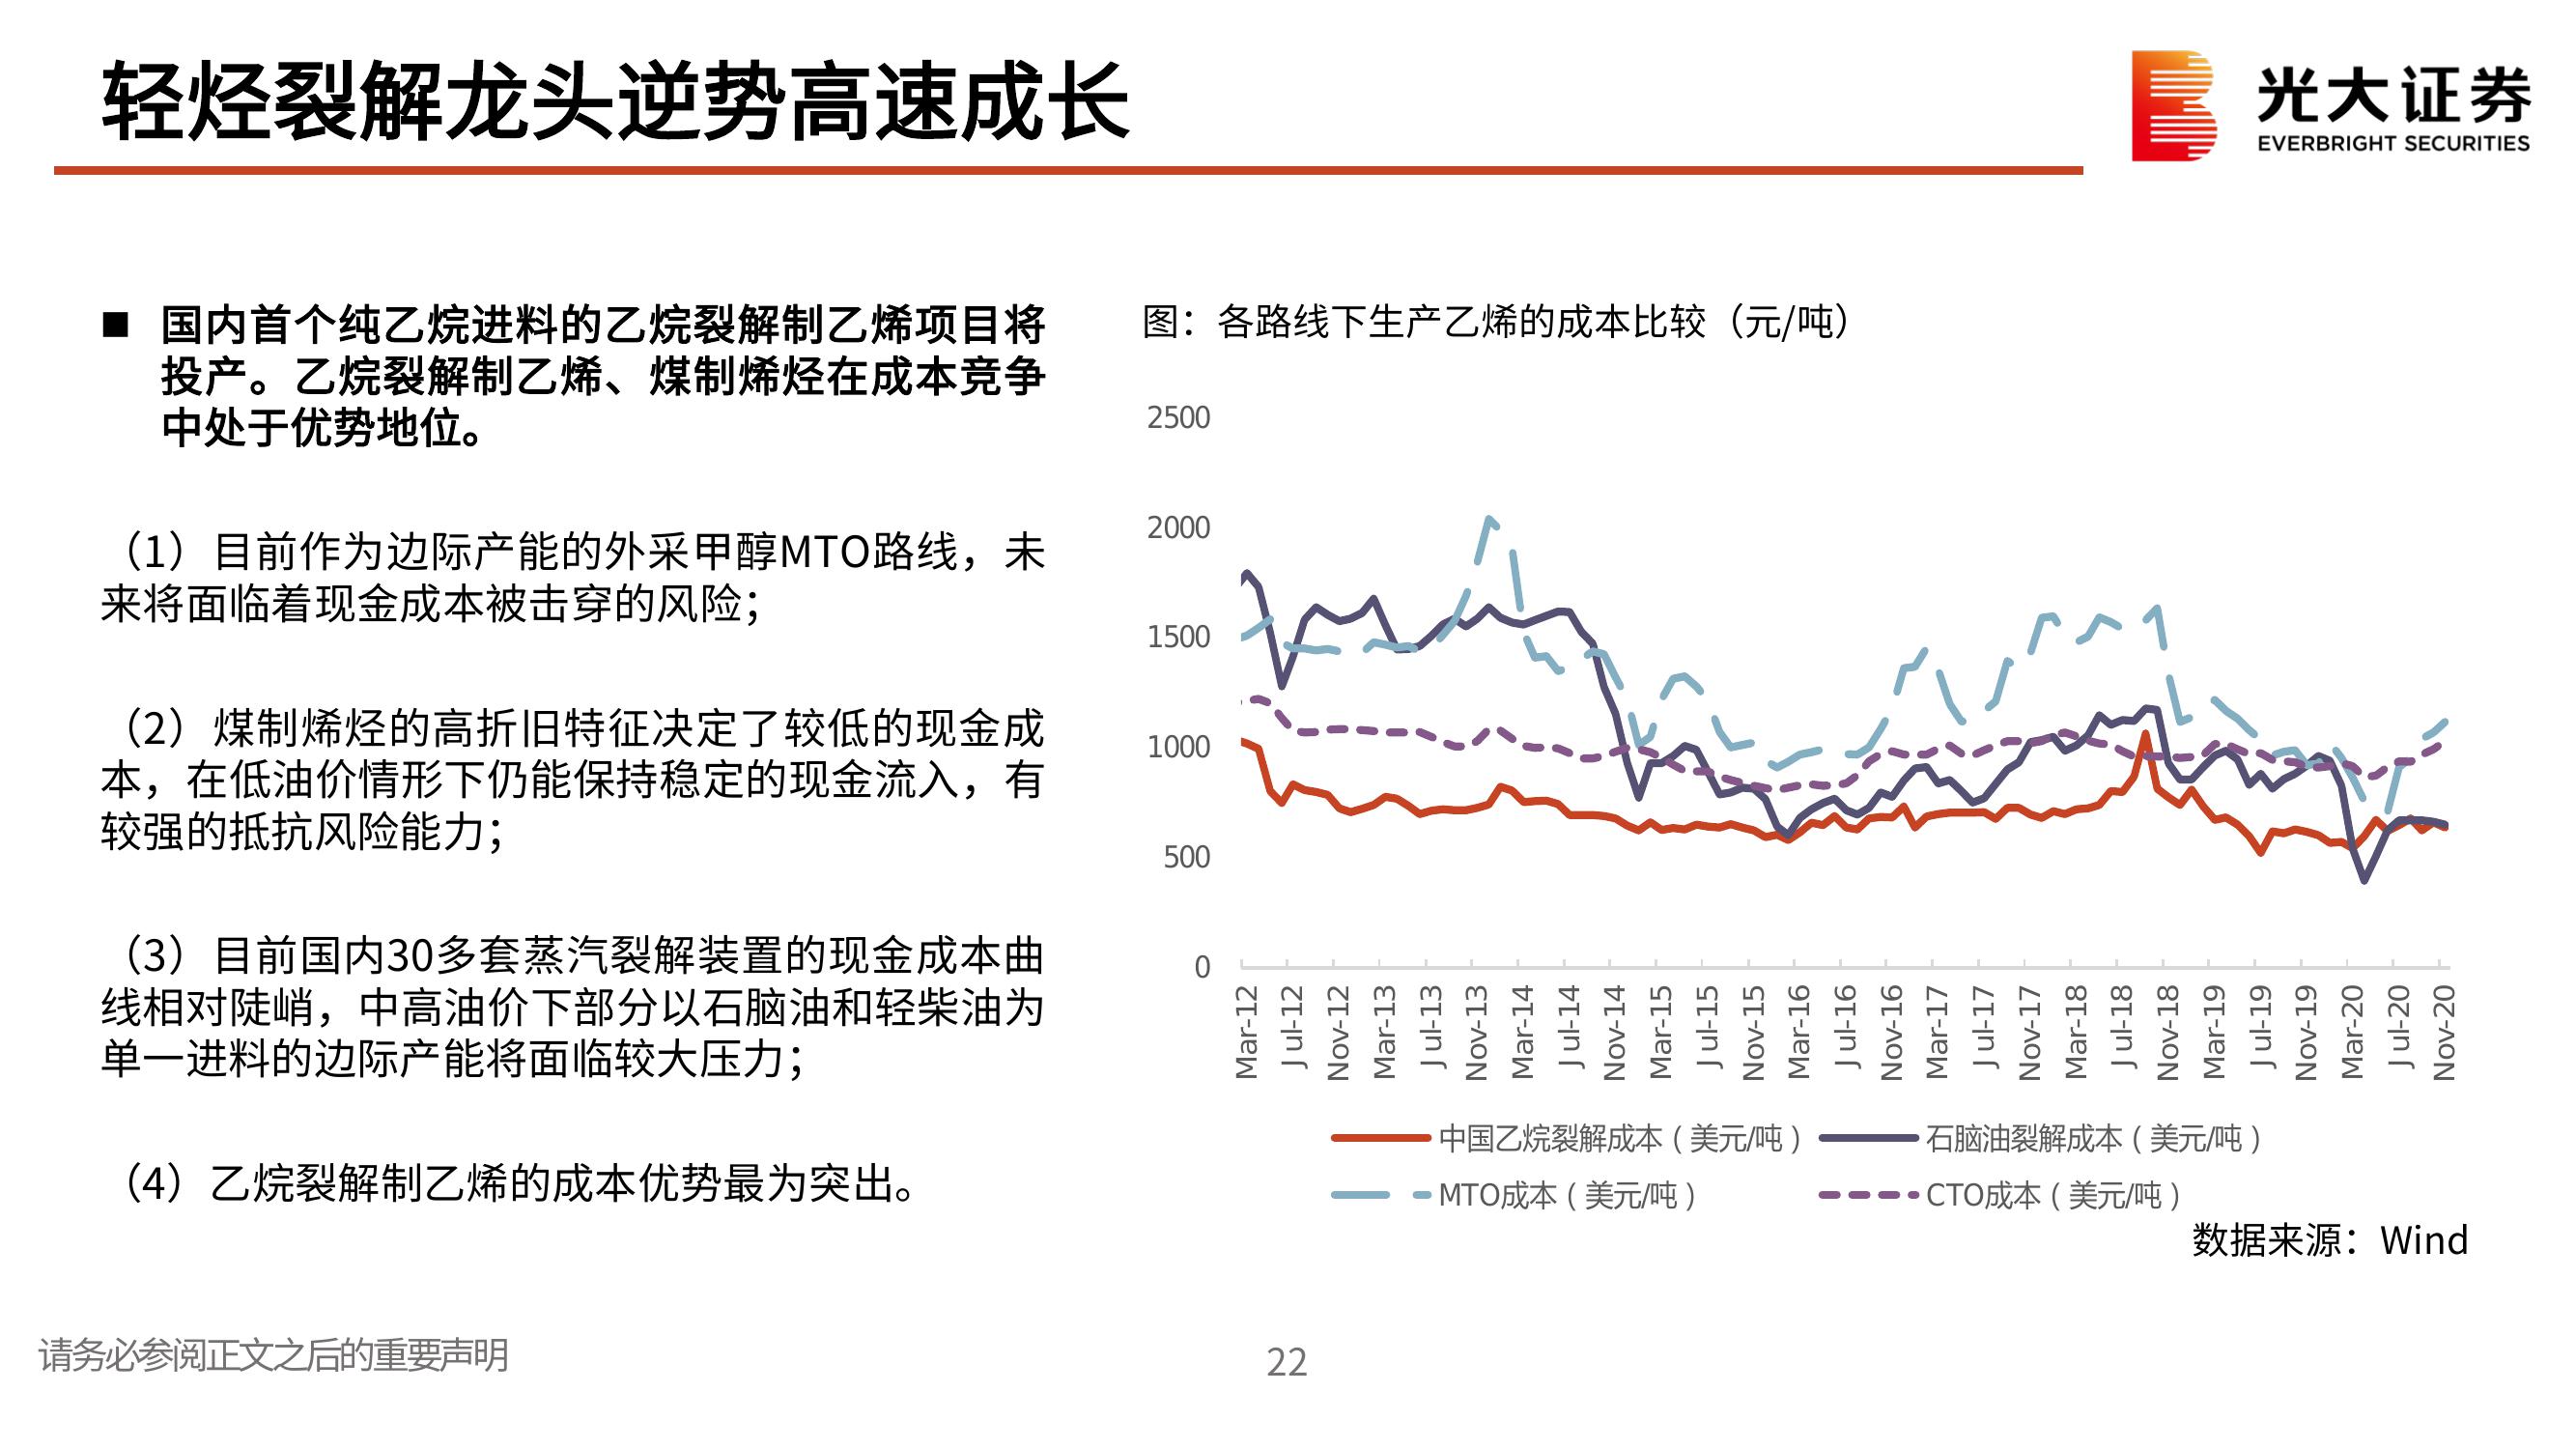 轻烃裂解龙头逆势高速成长
光大证券
EVERBRIGHT SECURITIES
■ 国内首个纯乙烷进料的乙烷裂解制乙烯项目将
投产。乙烷裂解制乙烯、煤制烯烃在成本竞争
中处于优势地位。
（1）目前作为边际产能的外采甲醇MTO路线，未
来将面临着现金成本被击穿的风险；
（2）煤制烯烃的高折旧特征决定了较低的现金成
本，在低油价情形下仍能保持稳定的现金流入，有
较强的抵抗风险能力；
（3）目前国内30多套蒸汽裂解装置的现金成本曲
线相对陡峭，中高油价下部分以石脑油和轻柴油为
单一进料的边际产能将面临较大压力；
（4）乙烷裂解制乙烯的成本优势最为突出。
图：各路线下生产乙烯的成本比较（元/吨）
2500
2000
1500
1000
500
0
Mar-12
Jul-12
Nov-12
Mar-13
Jul-13
Nov-13
Mar-14
Jul-14
Nov-14
Mar-15
Jul-15
Nov-15
Mar-16
Jul-16
Nov-16
Mar-17
Jul-17
Nov-17
Mar-18
Jul-18
Nov-18
Mar-19
Jul-19
Nov-19
Mar-20
Jul-20
Nov-20
中国乙烷裂解成本（美元/吨）
石脑油裂解成本（美元/吨）
MTO成本（美元/吨）
CTO成本（美元/吨）
数据来源：Wind
请务必参阅正文之后的重要声明
22